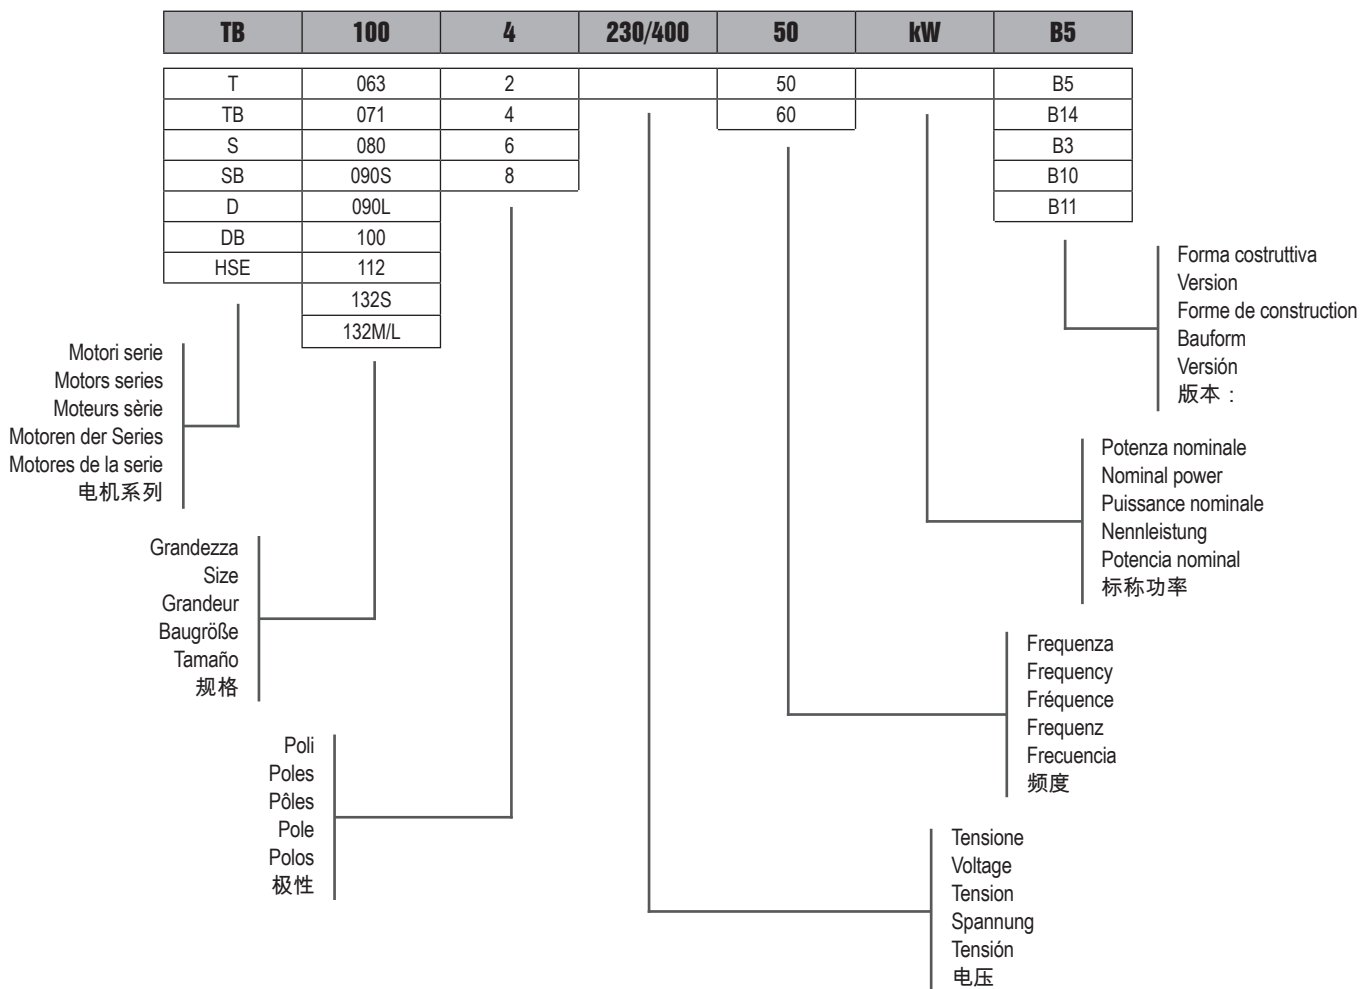 TB 100 4 230/400 50 kW B5
T 063 2 50 B5
TB 071 4 60 B14
S 080 6 B3
SB 090S 8 B10
D 090L B11
DB 100
HSE 112
132S
132M/L
Forma costruttiva
Version
Forme de construction
Bauform
Versión
版本：
Motori serie
Motors series
Moteurs sèrie
Motoren der Series
Motores de la serie
电机系列
Potenza nominale
Nominal power
Puissance nominale
Nennleistung
Potencia nominal
标称功率
Grandezza
Size
Grandeur
Baugröße
Tamaño
规格
Frequenza
Frequency
Fréquence
Frequenz
Frecuencia
频度
Poli
Poles
Pôles
Pole
Polos
极性
Tensione
Voltage
Tension
Spannung
Tensión
电压